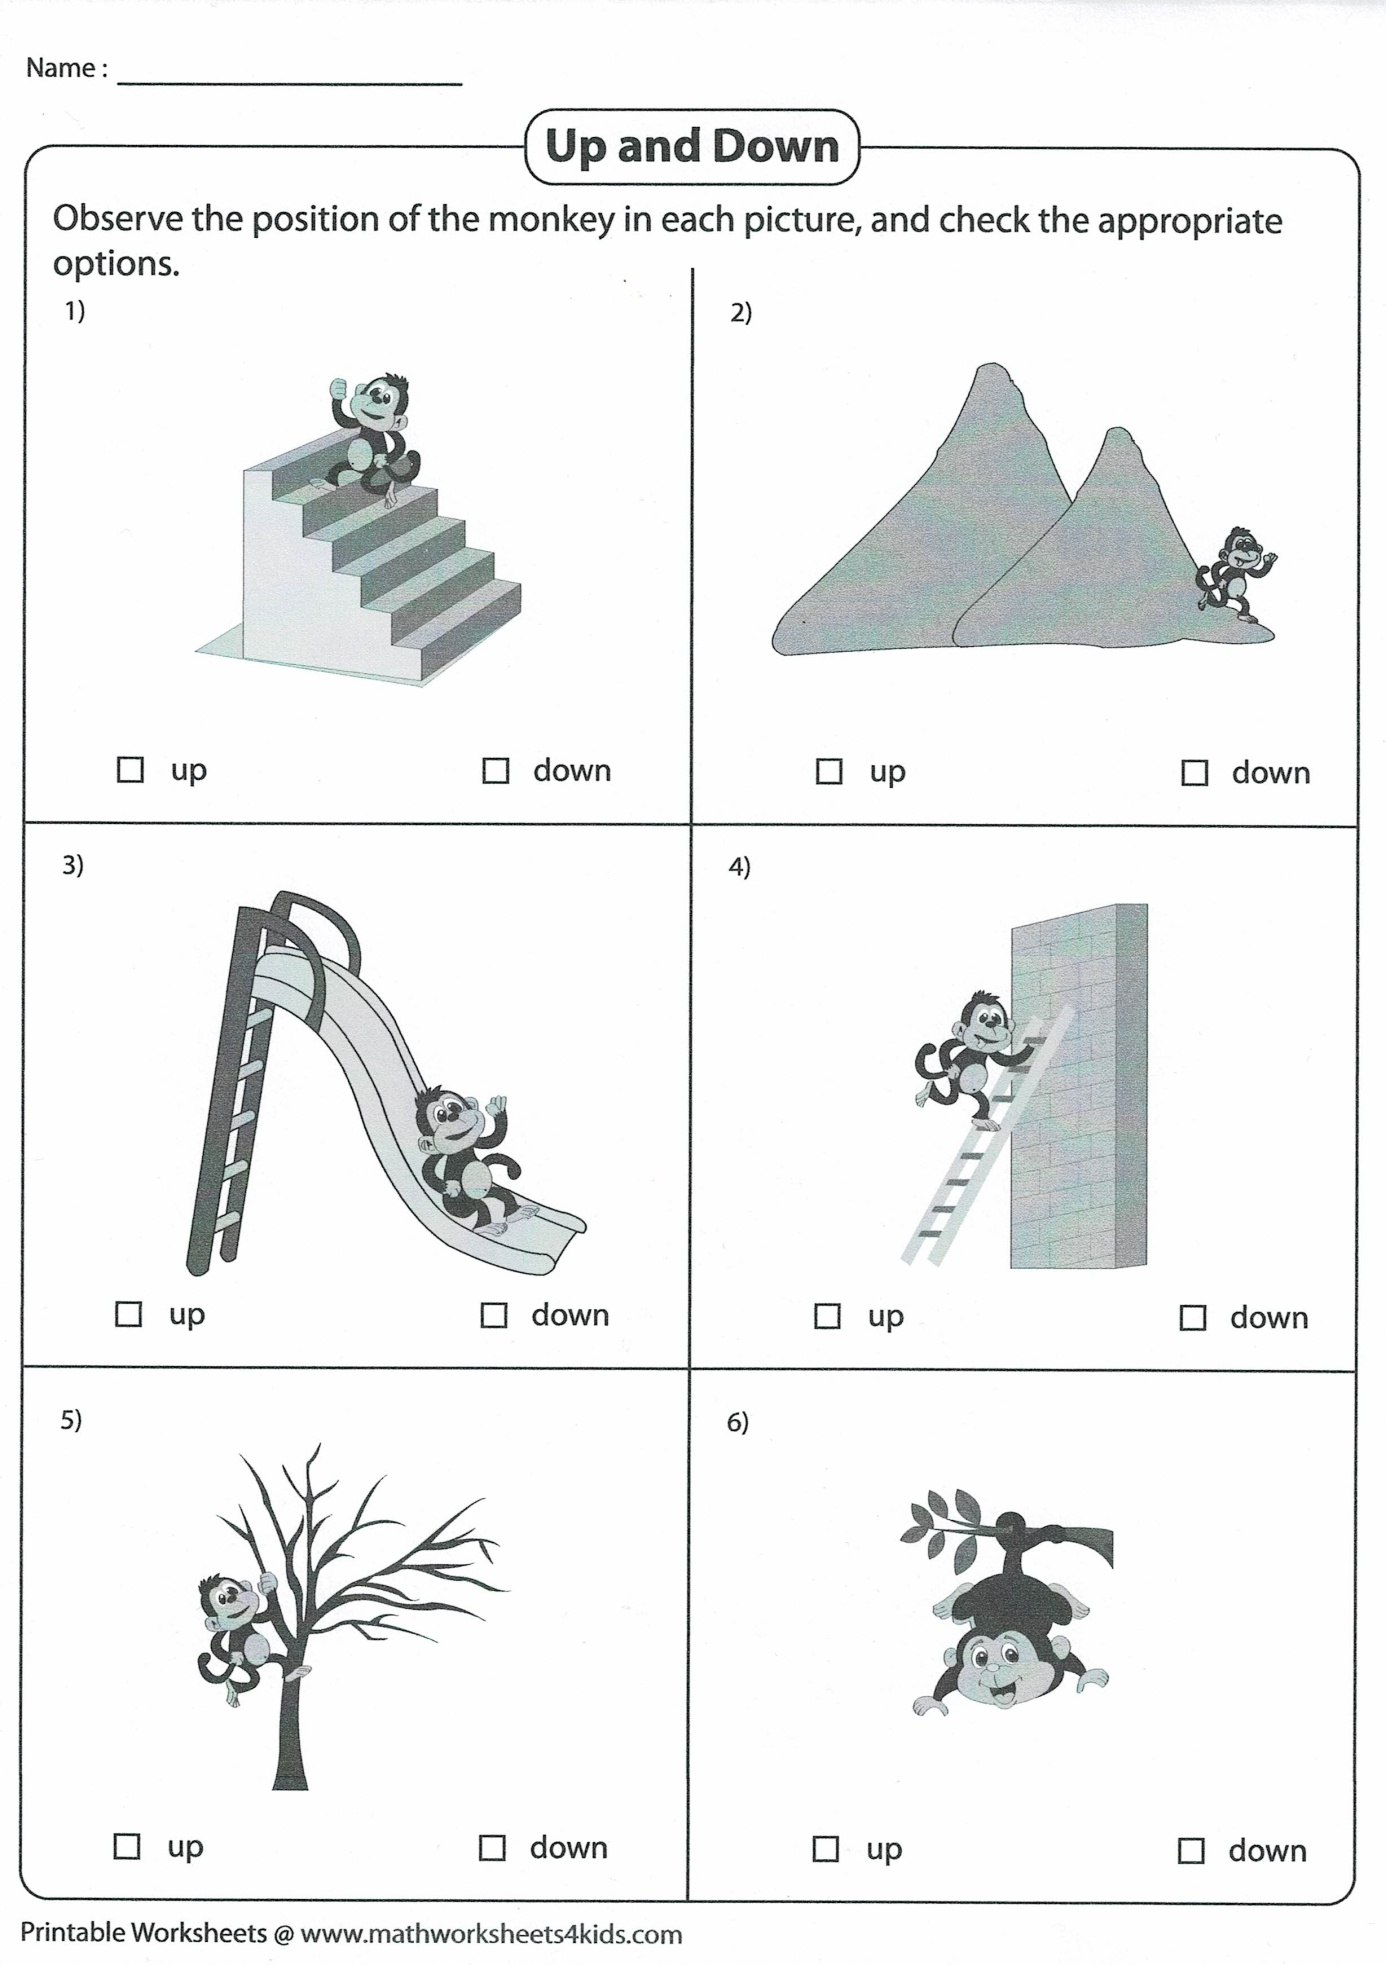 Name :
Up and Down
Observe the position of the monkey in each picture, and check the appropriate
options.
1)
2)
up
down
up
down
3)
4)
up
down
up
down
5)
6)
up
down
up
down
Printable Worksheets @ www.mathworksheets4kids.com